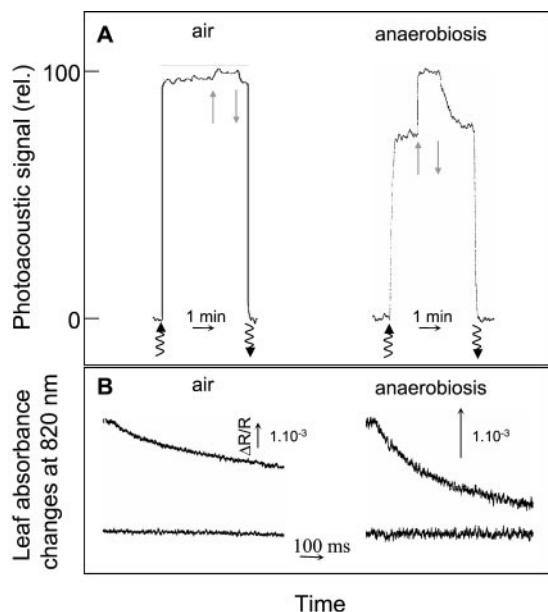 A
air
anaerobiosis
Photoacoustic signal (rel.)
100
0
1 min
1 min
B
air
anaerobiosis
Leaf absorbance
changes at 820 nm
ΔR/R
1.10⁻³
1.10⁻³
100 ms
Time